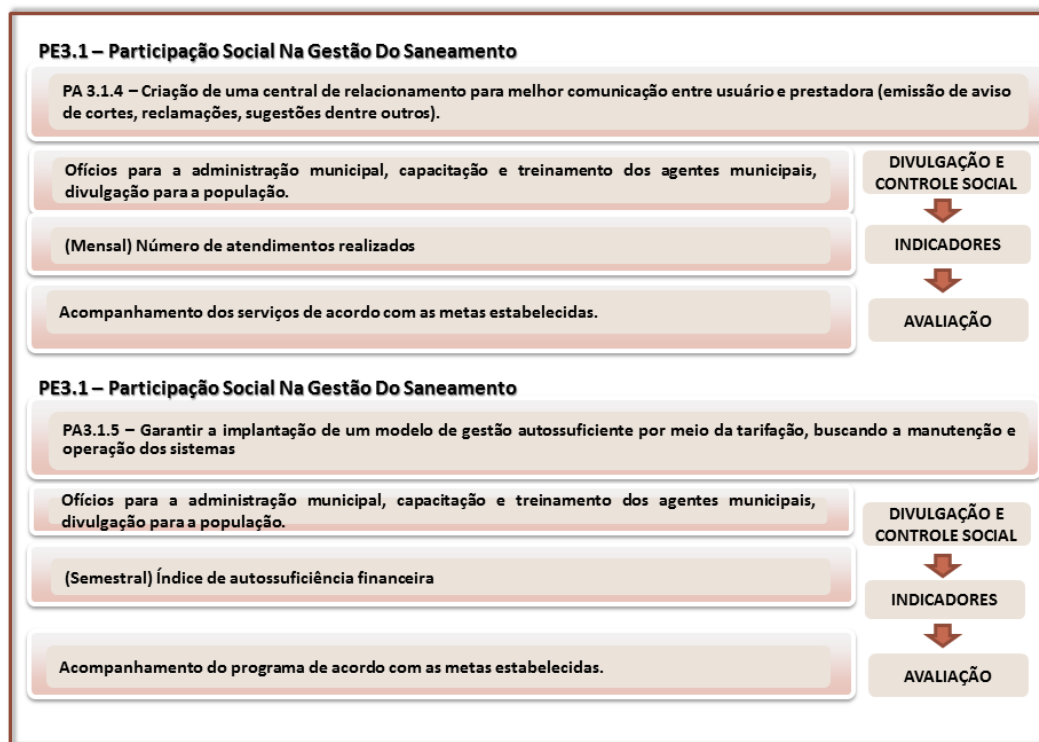 PE3.1 – Participação Social Na Gestão Do Saneamento
PA 3.1.4 – Criação de uma central de relacionamento para melhor comunicação entre usuário e prestadora (emissão de aviso
de cortes, reclamações, sugestões dentre outros).
Ofícios para a administração municipal, capacitação e treinamento dos agentes municipais,
divulgação para a população.
DIVULGAÇÃO E
CONTROLE SOCIAL
(Mensal) Número de atendimentos realizados
INDICADORES
Acompanhamento dos serviços de acordo com as metas estabelecidas.
AVALIAÇÃO
PE3.1 – Participação Social Na Gestão Do Saneamento
PA3.1.5 – Garantir a implantação de um modelo de gestão autossuficiente por meio da tarifação, buscando a manutenção e
operação dos sistemas
Ofícios para a administração municipal, capacitação e treinamento dos agentes municipais,
divulgação para a população.
DIVULGAÇÃO E
CONTROLE SOCIAL
(Semestral) Índice de autossuficiência financeira
INDICADORES
Acompanhamento do programa de acordo com as metas estabelecidas.
AVALIAÇÃO